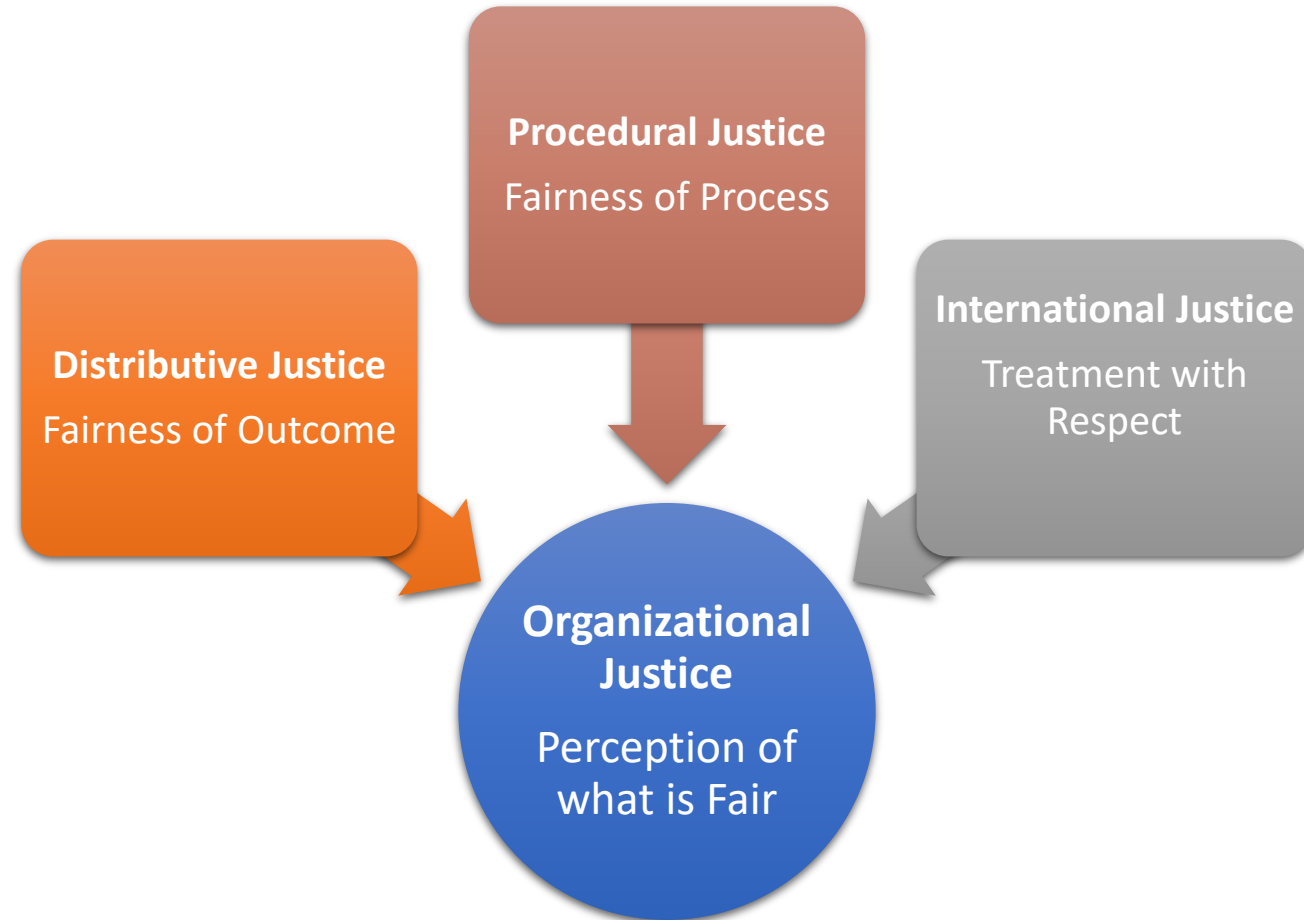 Procedural Justice
Fairness of Process
Distributive Justice
Fairness of Outcome
International Justice
Treatment with
Respect
Organizational
Justice
Perception of
what is Fair